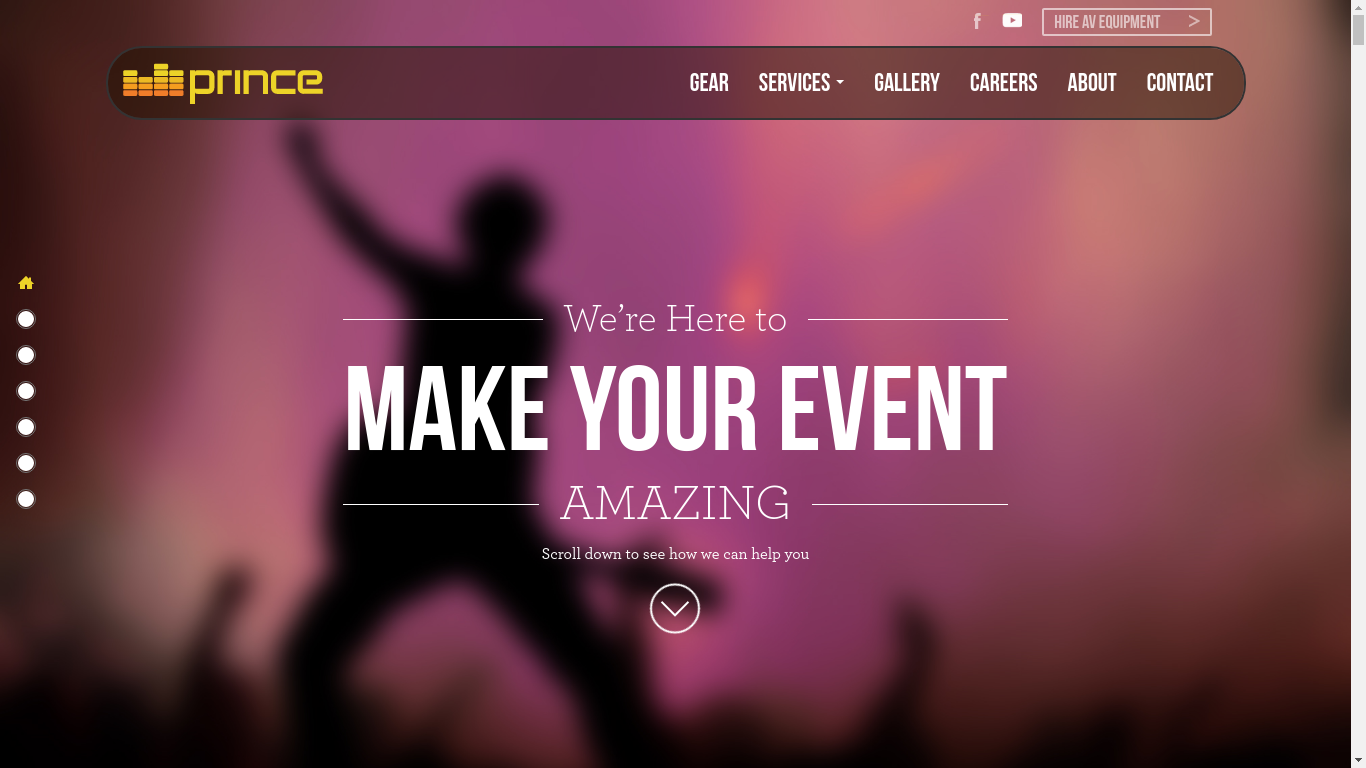 HIRE AV EQUIPMENT >
prince
GEAR SERVICES GALLERY CAREERS ABOUT CONTACT
We're Here to
MAKE YOUR EVENT
AMAZING
Scroll down to see how we can help you